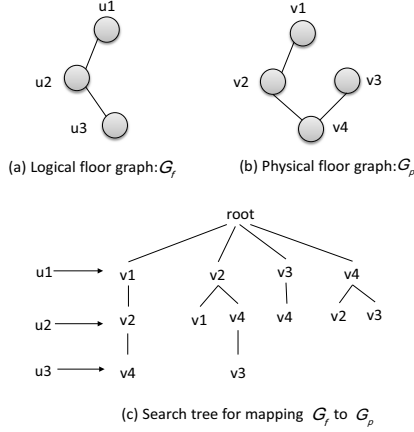 u1
u2
u3
(a) Logical floor graph: G_f
v1
v2
v3
v4
(b) Physical floor graph: G_p
root
u1 v1 v2 v3 v4
u2 v2 v1 v4 v4 v2 v3
u3 v4 v3
(c) Search tree for mapping G_f to G_p